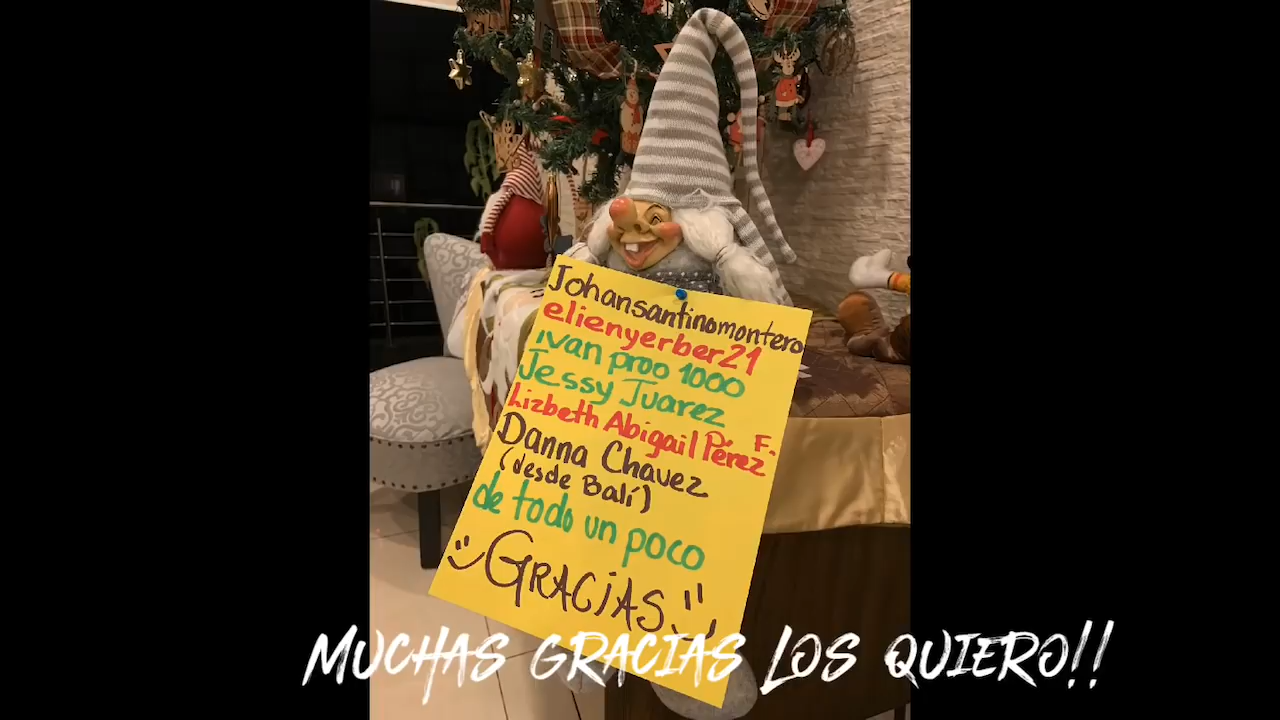 Johansantinomontero
elienyerber21
ivan proo 1000
Jessy Juarez
Lizbeth Abigail Pérez F.
Danna Chavez
(desde Balí)
de todo un poco
GRACiAS
MUCHAS GRACIAS LOS QUIERO!!